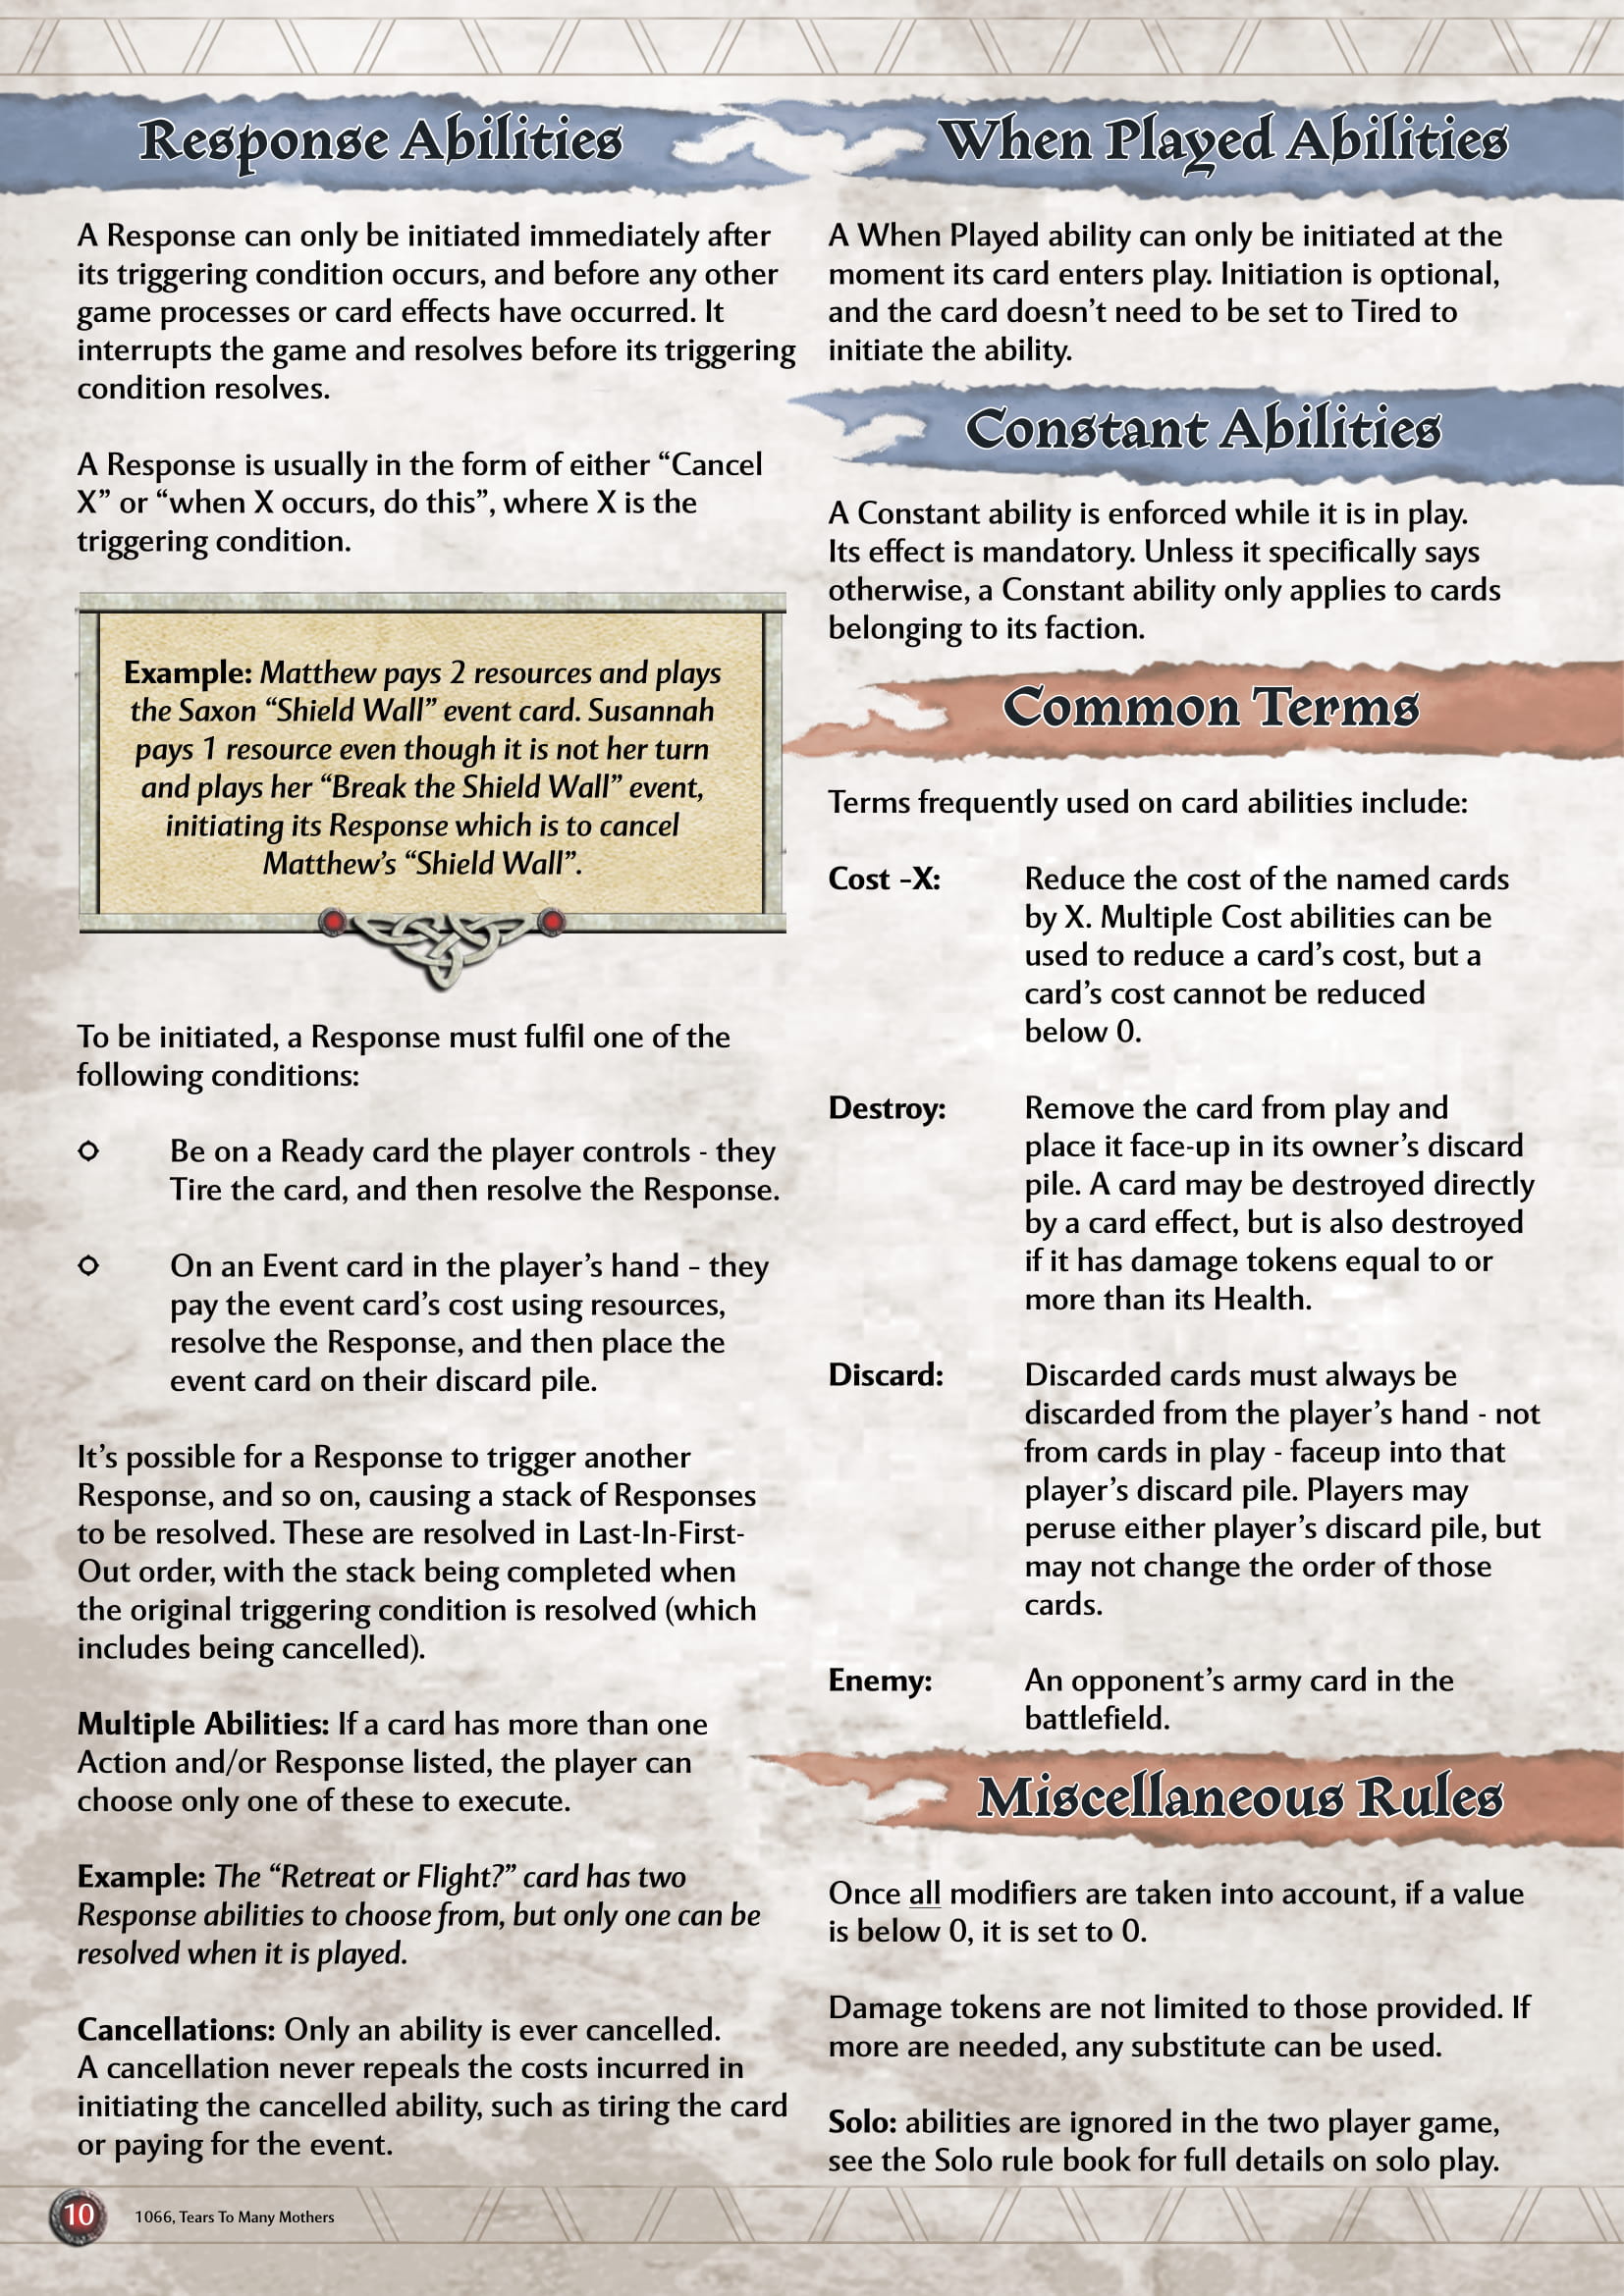 Response Abilities
A Response can only be initiated immediately after
its triggering condition occurs, and before any other
game processes or card effects have occurred. It
interrupts the game and resolves before its triggering
condition resolves.
A Response is usually in the form of either “Cancel
X” or “when X occurs, do this”, where X is the
triggering condition.
Example: Matthew pays 2 resources and plays
the Saxon “Shield Wall” event card. Susannah
pays 1 resource even though it is not her turn
and plays her “Break the Shield Wall” event,
initiating its Response which is to cancel
Matthew’s “Shield Wall”.
To be initiated, a Response must fulfil one of the
following conditions:
Be on a Ready card the player controls - they
Tire the card, and then resolve the Response.
On an Event card in the player’s hand – they
pay the event card’s cost using resources,
resolve the Response, and then place the
event card on their discard pile.
It’s possible for a Response to trigger another
Response, and so on, causing a stack of Responses
to be resolved. These are resolved in Last-In-First-
Out order, with the stack being completed when
the original triggering condition is resolved (which
includes being cancelled).
Multiple Abilities: If a card has more than one
Action and/or Response listed, the player can
choose only one of these to execute.
Example: The “Retreat or Flight?” card has two
Response abilities to choose from, but only one can be
resolved when it is played.
Cancellations: Only an ability is ever cancelled.
A cancellation never repeals the costs incurred in
initiating the cancelled ability, such as tiring the card
or paying for the event.
When Played Abilities
A When Played ability can only be initiated at the
moment its card enters play. Initiation is optional,
and the card doesn’t need to be set to Tired to
initiate the ability.
Constant Abilities
A Constant ability is enforced while it is in play.
Its effect is mandatory. Unless it specifically says
otherwise, a Constant ability only applies to cards
belonging to its faction.
Common Terms
Terms frequently used on card abilities include:
Cost –X: Reduce the cost of the named cards
by X. Multiple Cost abilities can be
used to reduce a card’s cost, but a
card’s cost cannot be reduced
below 0.
Destroy: Remove the card from play and
place it face-up in its owner’s discard
pile. A card may be destroyed directly
by a card effect, but is also destroyed
if it has damage tokens equal to or
more than its Health.
Discard: Discarded cards must always be
discarded from the player’s hand - not
from cards in play - faceup into that
player’s discard pile. Players may
peruse either player’s discard pile, but
may not change the order of those
cards.
Enemy: An opponent’s army card in the
battlefield.
Miscellaneous Rules
Once all modifiers are taken into account, if a value
is below 0, it is set to 0.
Damage tokens are not limited to those provided. If
more are needed, any substitute can be used.
Solo: abilities are ignored in the two player game,
see the Solo rule book for full details on solo play.
10 1066, Tears To Many Mothers